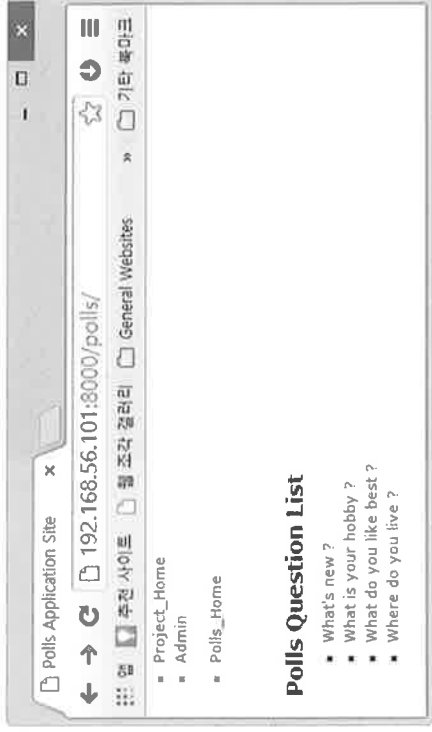 Polls Application Site
192.168.56.101:8000/polls/
앱 추천 사이트 웹 조각 갤러리 General Websites » 기타 북마크
Project_Home
Admin
Polls_Home
Polls Question List
What's new ?
What is your hobby ?
What do you like best ?
Where do you live ?